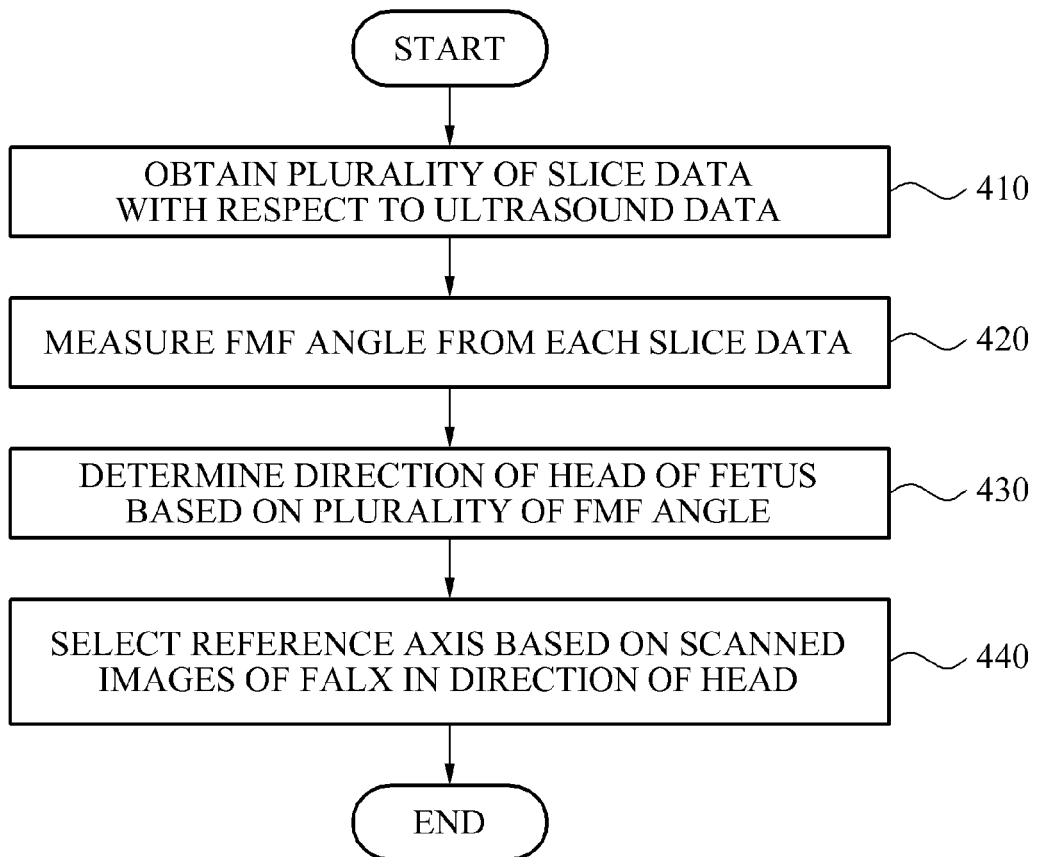 START
OBTAIN PLURALITY OF SLICE DATA
WITH RESPECT TO ULTRASOUND DATA
410
MEASURE FMF ANGLE FROM EACH SLICE DATA
420
DETERMINE DIRECTION OF HEAD OF FETUS
BASED ON PLURALITY OF FMF ANGLE
430
SELECT REFERENCE AXIS BASED ON SCANNED
IMAGES OF FALX IN DIRECTION OF HEAD
440
END